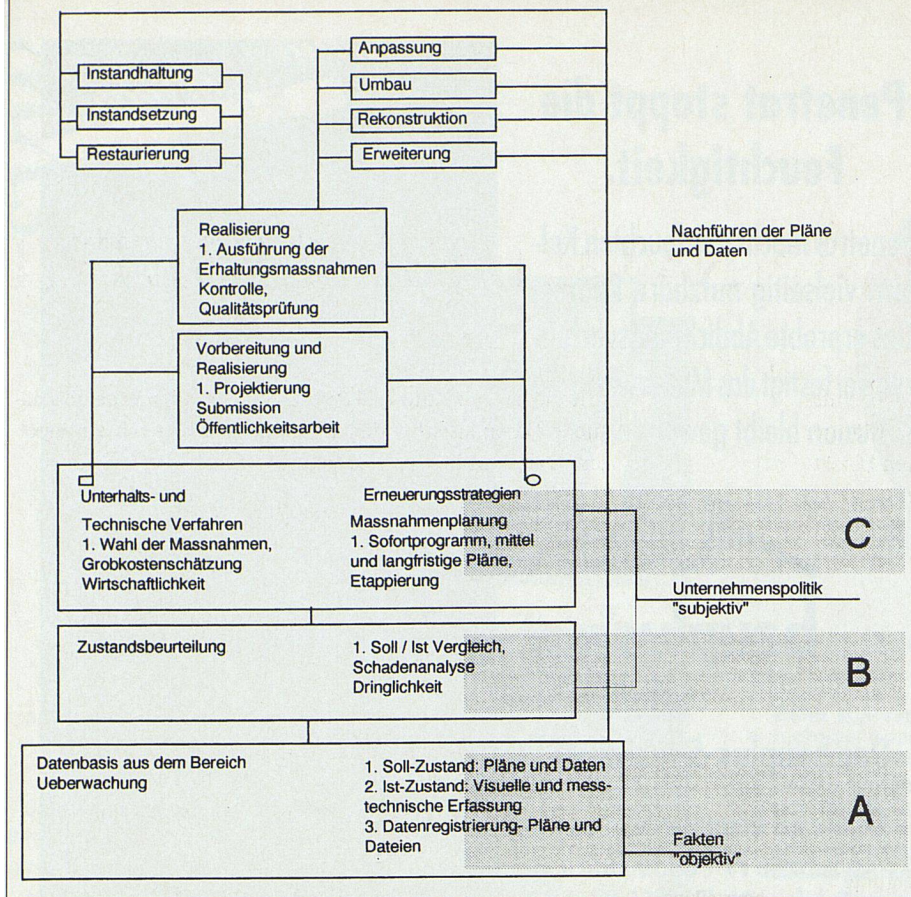 Anpassung
Instandhaltung
Umbau
Instandsetzung
Rekonstruktion
Restaurierung
Erweiterung
Realisierung
1. Ausführung der
Erhaltungsmassnahmen
Kontrolle,
Qualitätsprüfung
Nachführen der Pläne
und Daten
Vorbereitung und
Realisierung
1. Projektierung
Submission
Öffentlichkeitsarbeit
Unterhalts- und
Technische Verfahren
1. Wahl der Massnahmen,
Grobkostenschätzung
Wirtschaftlichkeit
Erneuerungsstrategien
Massnahmenplanung
1. Sofortprogramm, mittel
und langfristige Pläne,
Etappierung
C
Unternehmenspolitik
"subjektiv"
Zustandsbeurteilung
1. Soll / Ist Vergleich,
Schadenanalyse
Dringlichkeit
B
Datenbasis aus dem Bereich
Ueberwachung
1. Soll-Zustand: Pläne und Daten
2. Ist-Zustand: Visuelle und mess-
technische Erfassung
3. Datenregistrierung- Pläne und
Dateien
A
Fakten
"objektiv"